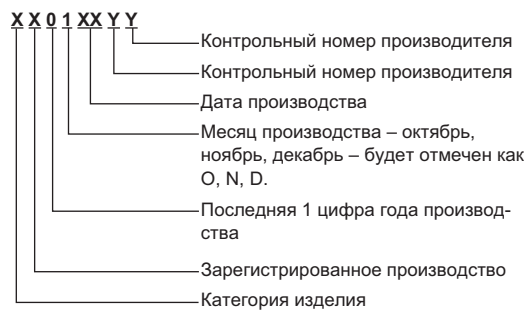 X X 0 1 XX Y Y
Контрольный номер производителя
Контрольный номер производителя
Дата производства
Месяц производства – октябрь,
ноябрь, декабрь – будет отмечен как
O, N, D.
Последняя 1 цифра года производ-
ства
Зарегистрированное производство
Категория изделия